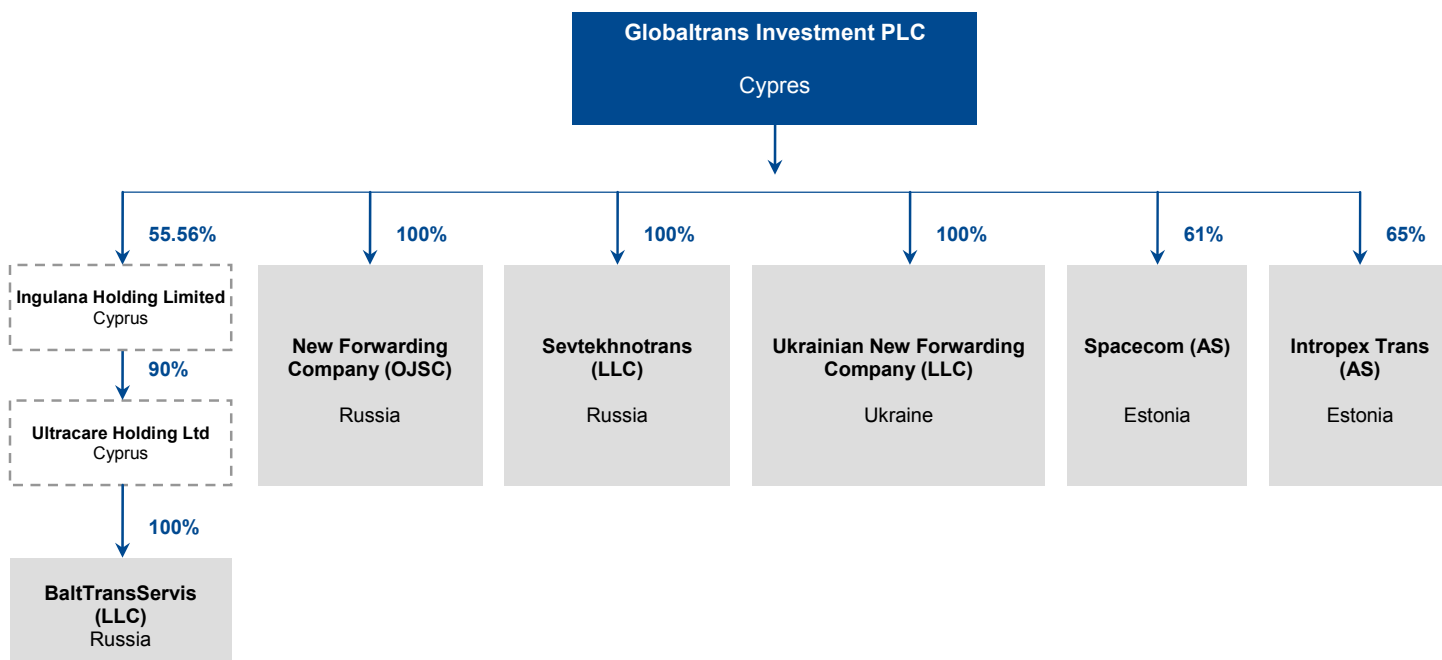 Globaltrans Investment PLC
Cypres
55.56%
100%
100%
100%
61%
65%
Ingulana Holding Limited
Cyprus
90%
Ultracare Holding Ltd
Cyprus
100%
BaltTransServis
(LLC)
Russia
New Forwarding
Company (OJSC)
Russia
Sevtekhnotrans
(LLC)
Russia
Ukrainian New Forwarding
Company (LLC)
Ukraine
Spacecom (AS)
Estonia
Intropex Trans
(AS)
Estonia